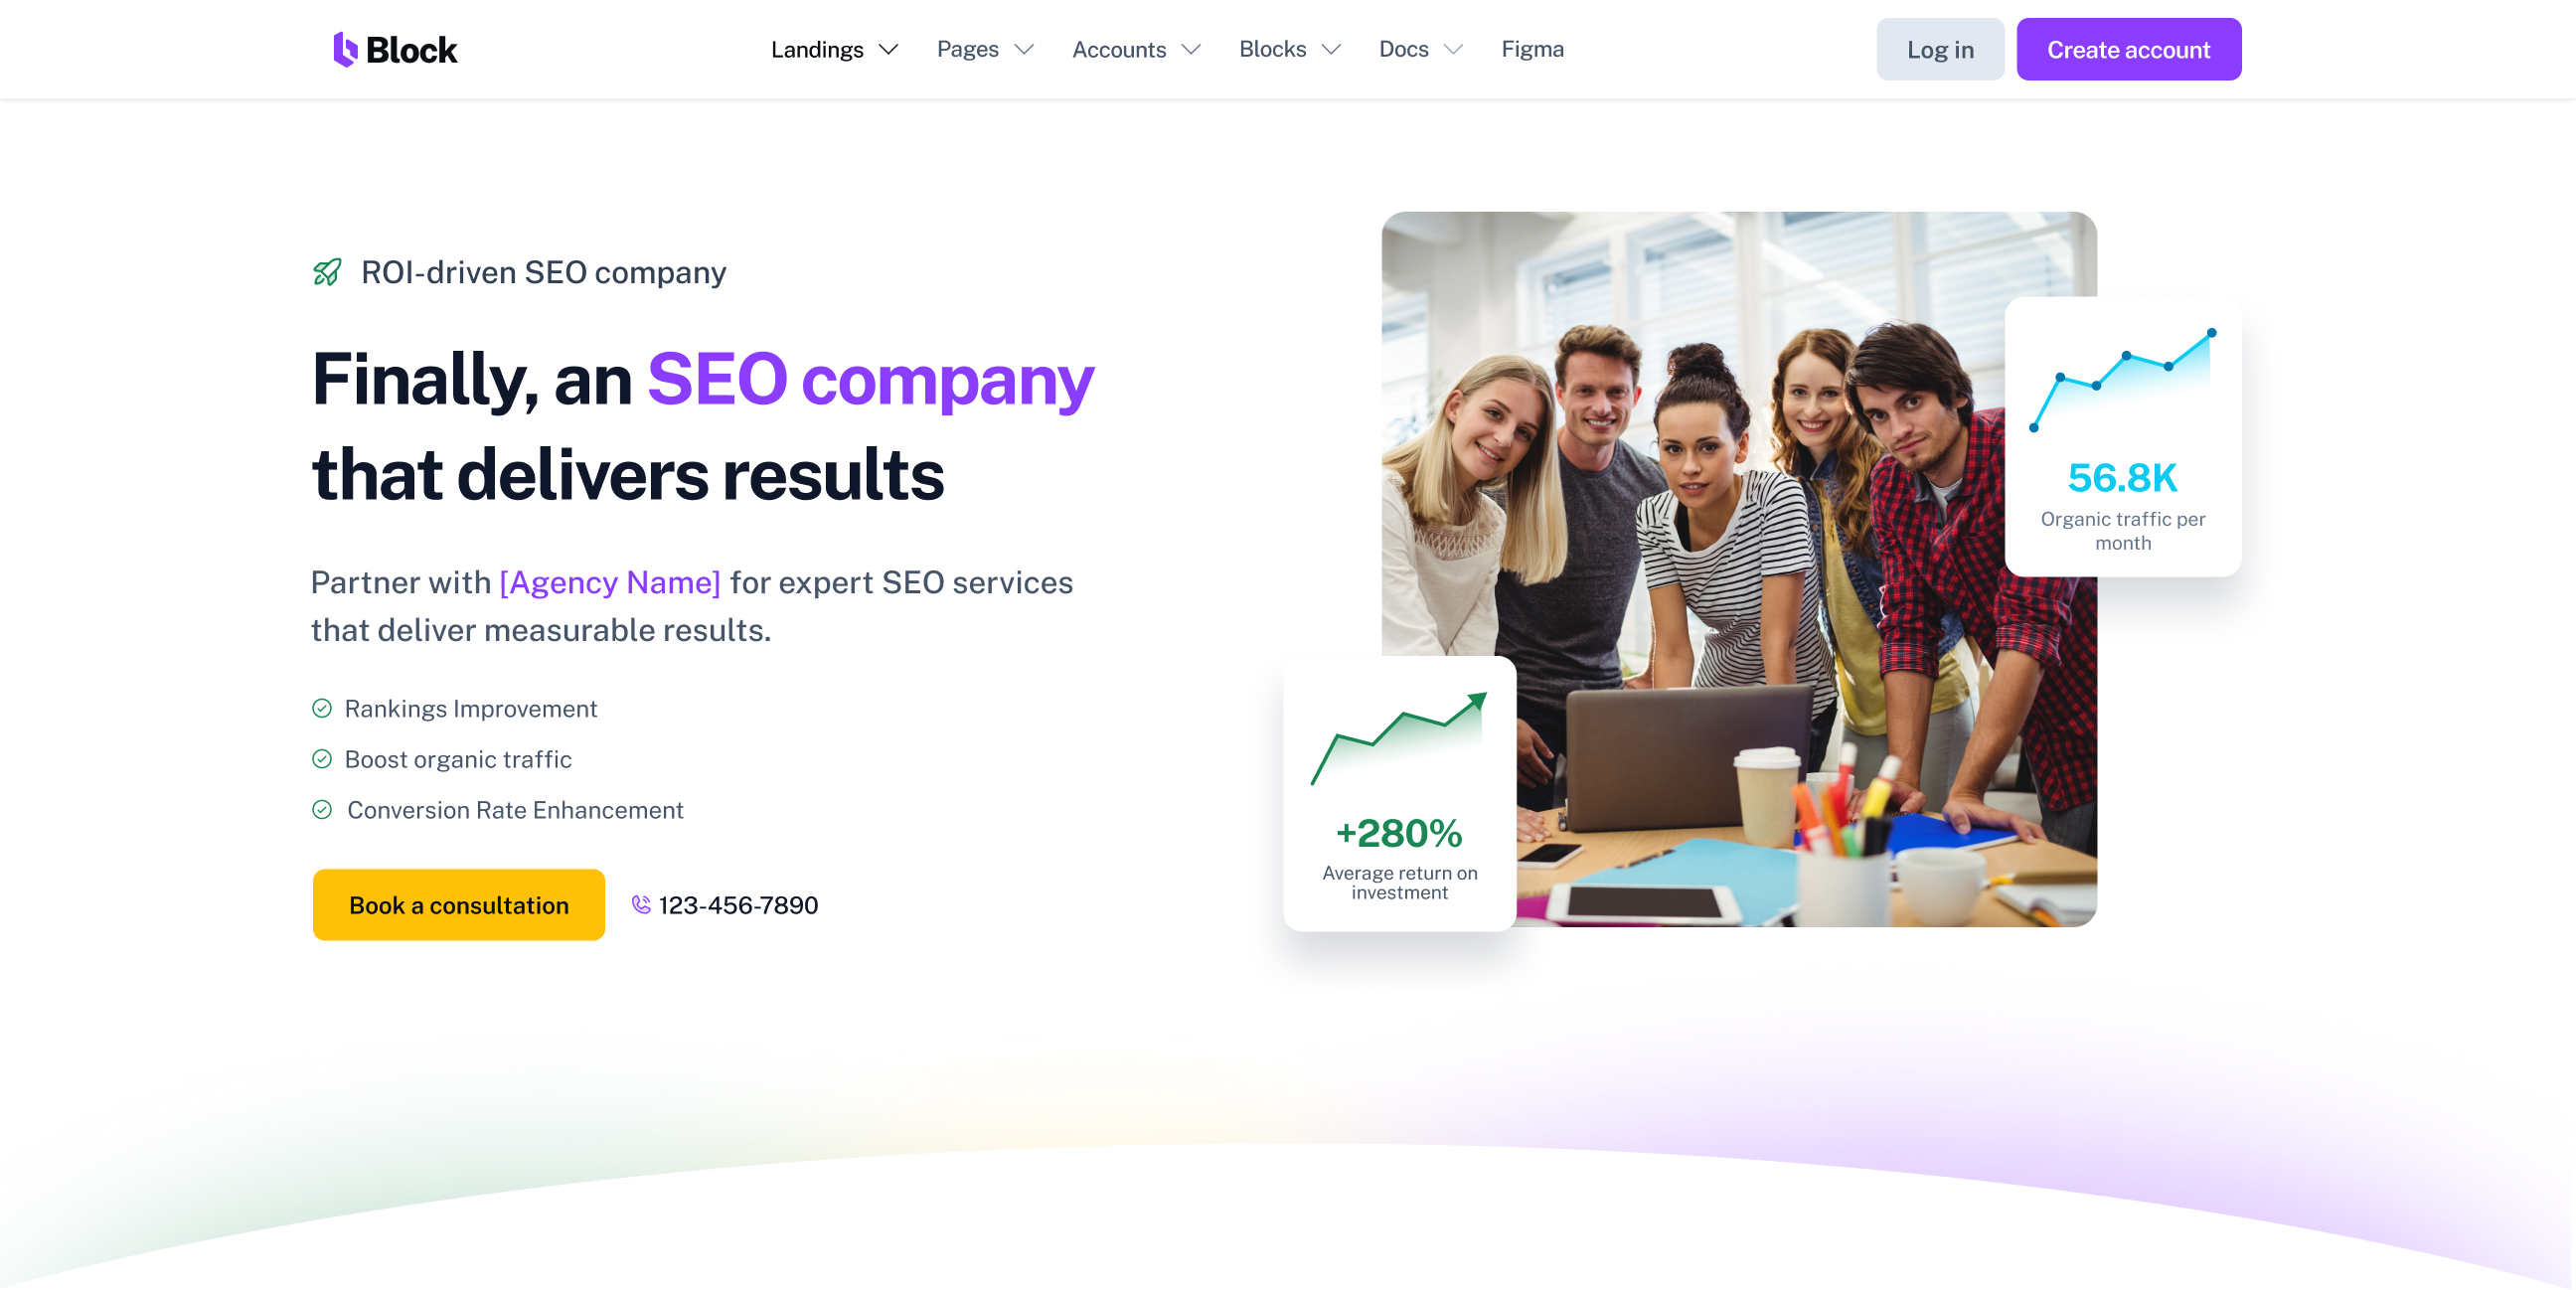 Block
Landings
Pages
Accounts
Blocks
Docs
Figma
Log in
Create account
ROI-driven SEO company
Finally, an SEO company
that delivers results
Partner with [Agency Name] for expert SEO services
that deliver measurable results.
Rankings Improvement
Boost organic traffic
Conversion Rate Enhancement
Book a consultation
123-456-7890
56.8K
Organic traffic per
month
+280%
Average return on
investment